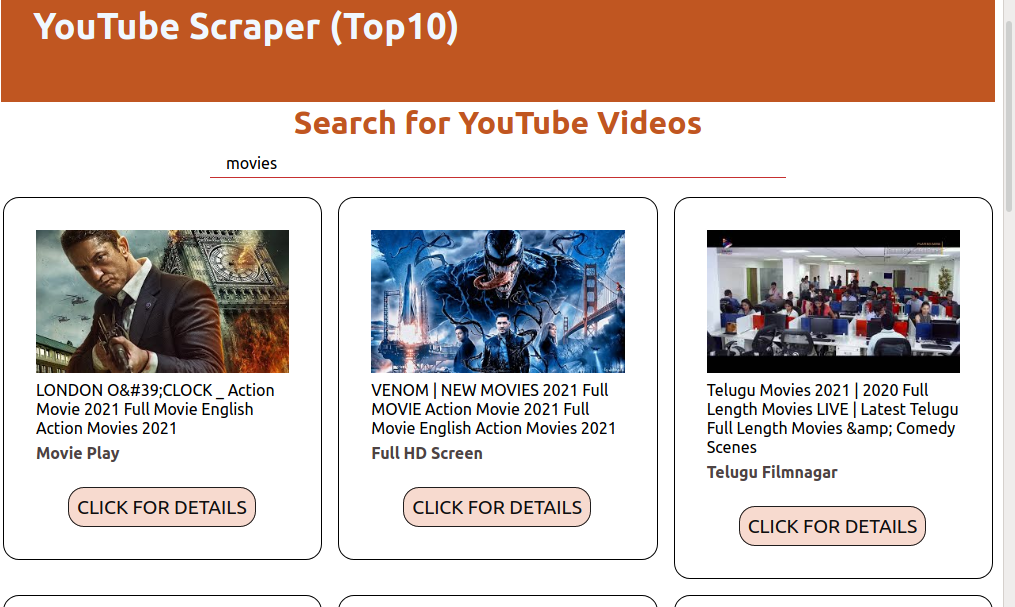 YouTube Scraper (Top10)
Search for YouTube Videos
movies
LONDON O&#39;CLOCK _ Action
Movie 2021 Full Movie English
Action Movies 2021
Movie Play
CLICK FOR DETAILS
VENOM | NEW MOVIES 2021 Full
MOVIE Action Movie 2021 Full
Movie English Action Movies 2021
Full HD Screen
CLICK FOR DETAILS
Telugu Movies 2021 | 2020 Full
Length Movies LIVE | Latest Telugu
Full Length Movies &amp; Comedy
Scenes
Telugu Filmnagar
CLICK FOR DETAILS